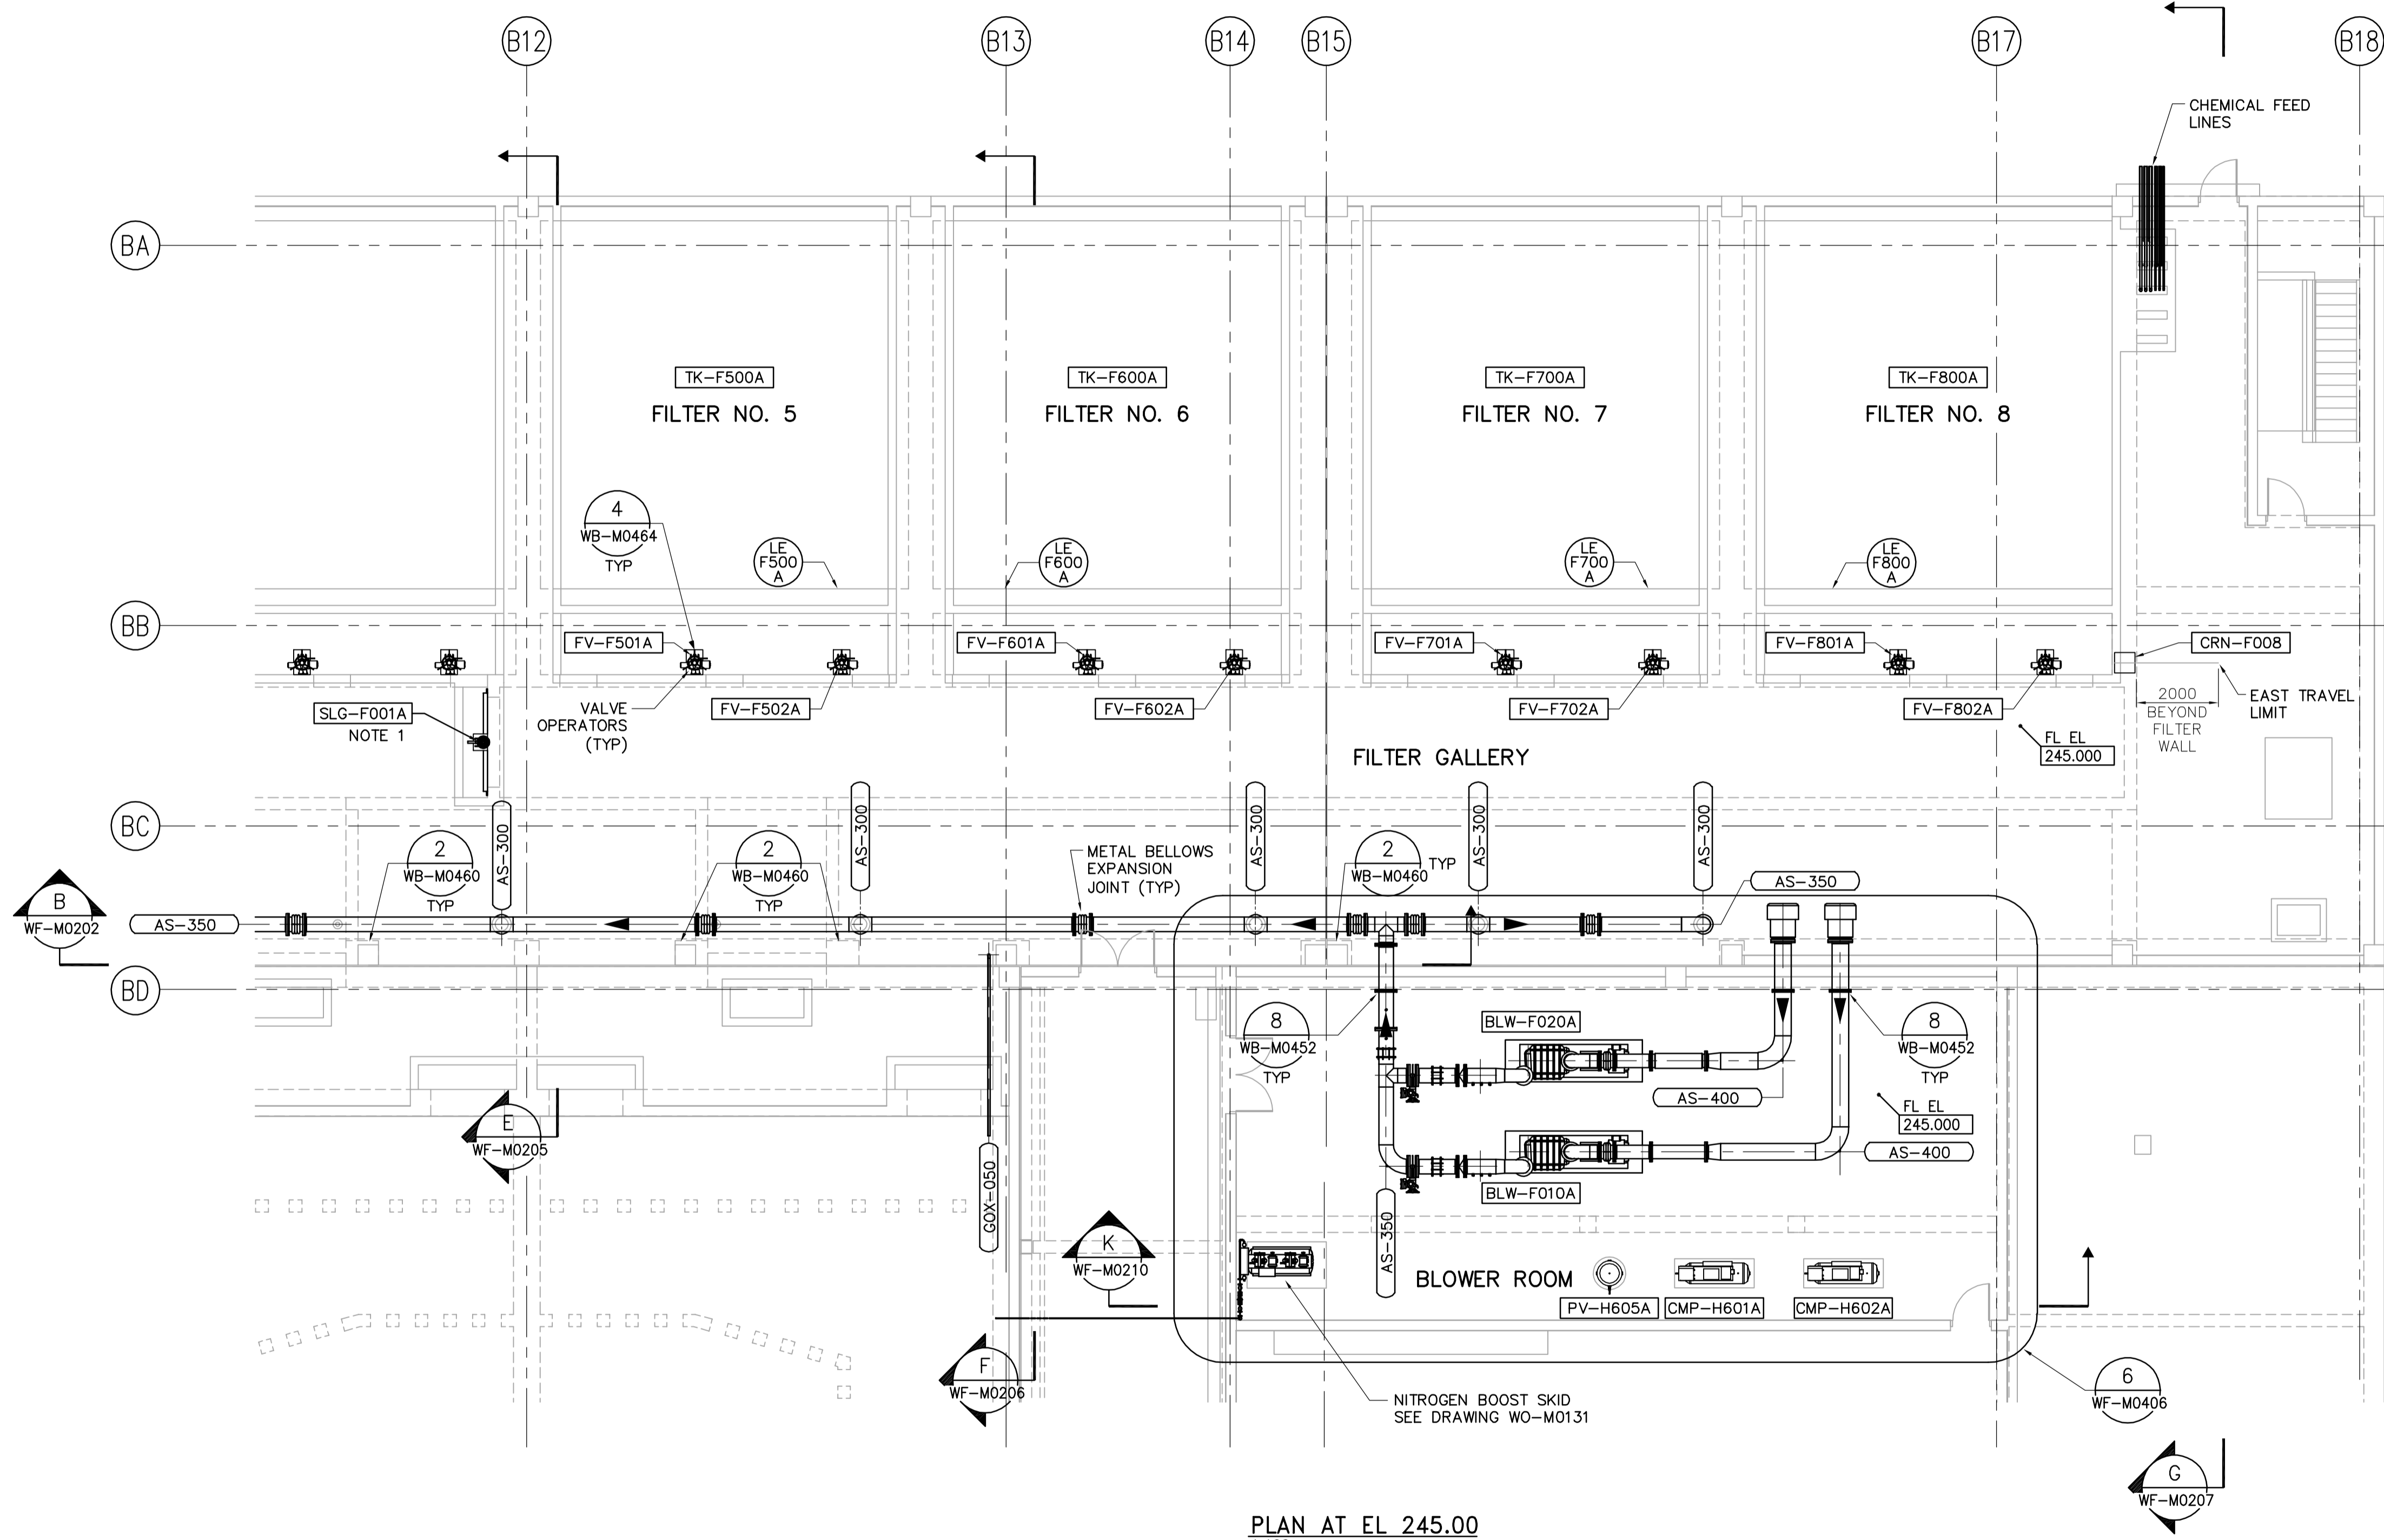 B12
B13
B14
B15
B17
B18
CHEMICAL FEED
LINES
BA
TK-F500A
FILTER NO. 5
TK-F600A
FILTER NO. 6
TK-F700A
FILTER NO. 7
TK-F800A
FILTER NO. 8
4
WB-M0464
TYP
LE
F500
A
LE
F600
A
LE
F700
A
LE
F800
A
BB
FV-F501A
FV-F601A
FV-F701A
FV-F801A
CRN-F008
SLG-F001A
NOTE 1
VALVE
OPERATORS
(TYP)
FV-F502A
FV-F602A
FV-F702A
FV-F802A
2000
BEYOND
FILTER
WALL
EAST TRAVEL
LIMIT
FL EL
245.000
FILTER GALLERY
BC
2
WB-M0460
TYP
AS-300
2
WB-M0460
TYP
AS-300
METAL BELLOWS
EXPANSION
JOINT (TYP)
AS-300
2
WB-M0460
TYP
AS-300
AS-300
AS-350
B
WF-M0202
AS-350
BD
8
WB-M0452
TYP
BLW-F020A
8
WB-M0452
TYP
AS-400
FL EL
245.000
E
WF-M0205
AS-400
GOX-050
BLW-F010A
AS-350
K
WF-M0210
BLOWER ROOM
PV-H605A
CMP-H601A
CMP-H602A
F
WF-M0206
NITROGEN BOOST SKID
SEE DRAWING WO-M0131
6
WF-M0406
G
WF-M0207
PLAN AT EL 245.00